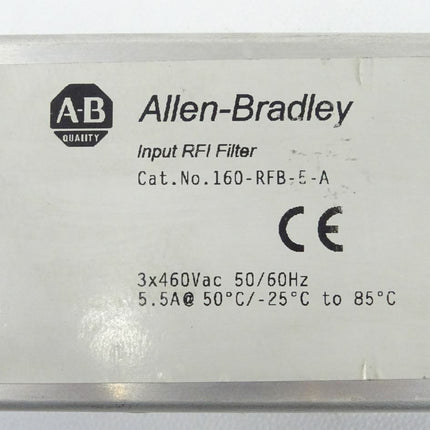 A-B
QUALITY
Allen-Bradley
Input RFI Filter
Cat.No.160-RFB-5-A
CE
3x460Vac 50/60Hz
5.5A@ 50°C/-25°C to 85°C